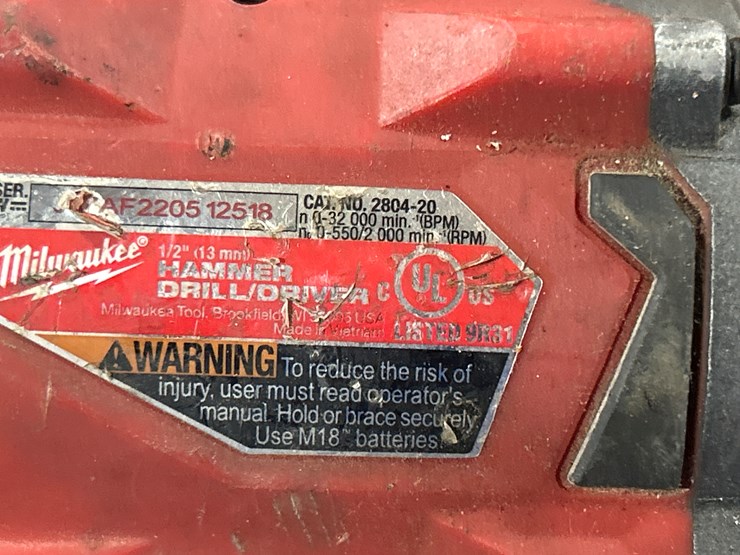 SER.
AF2205 12518
CAT. NO. 2804-20
n 0-32 000 min.⁻¹(BPM)
n₀ 0-550/2 000 min.⁻¹(RPM)
Milwaukee®
1/2" (13 mm)
HAMMER
DRILL/DRIVER
C UL US
Milwaukee Tool, Brookfield, WI USA
Made in Vietnam LISTED 9R31
WARNING To reduce the risk of
injury, user must read operator's
manual. Hold or brace securely.
Use M18™ batteries.